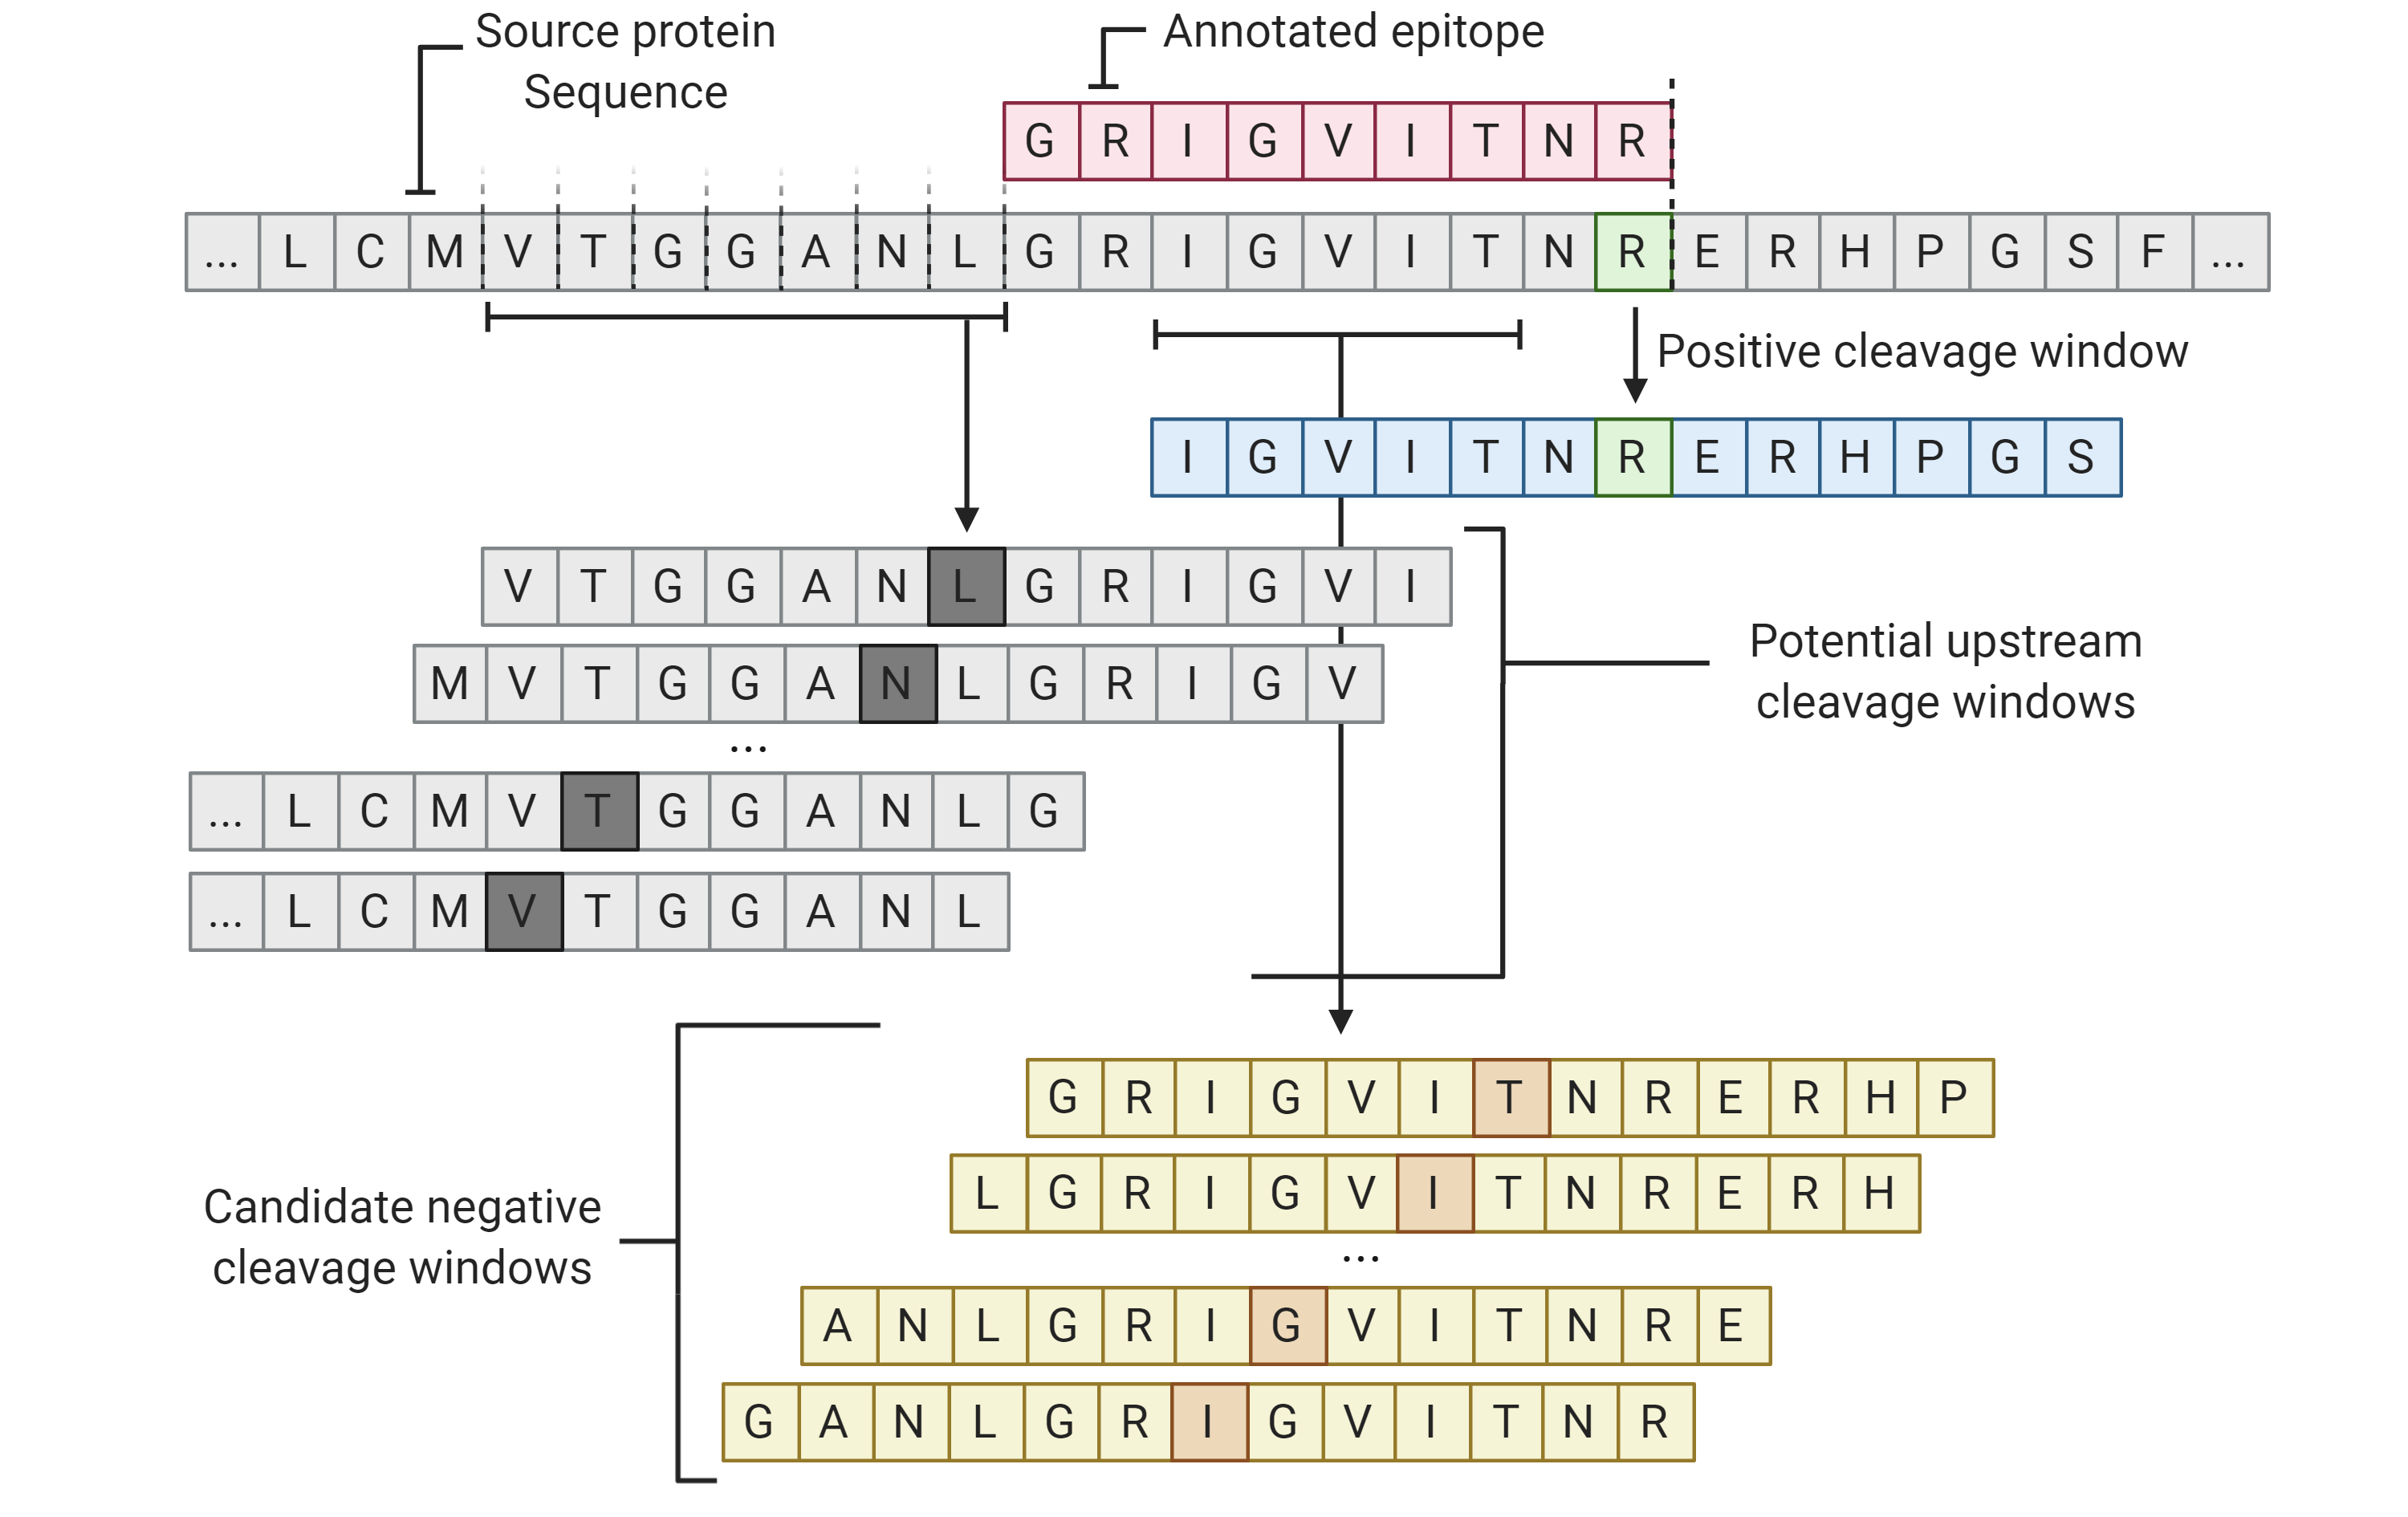 Source protein
Sequence
Annotated epitope
G R I G V I T N R
... L C M V T G G A N L G R I G V I T N R E R H P G S F ...
Positive cleavage window
I G V I T N R E R H P G S
V T G G A N L G R I G V I
M V T G G A N L G R I G V
...
... L C M V T G G A N L G
... L C M V T G G A N L
Potential upstream
cleavage windows
G R I G V I T N R E R H P
L G R I G V I T N R E R H
...
A N L G R I G V I T N R E
G A N L G R I G V I T N R
Candidate negative
cleavage windows